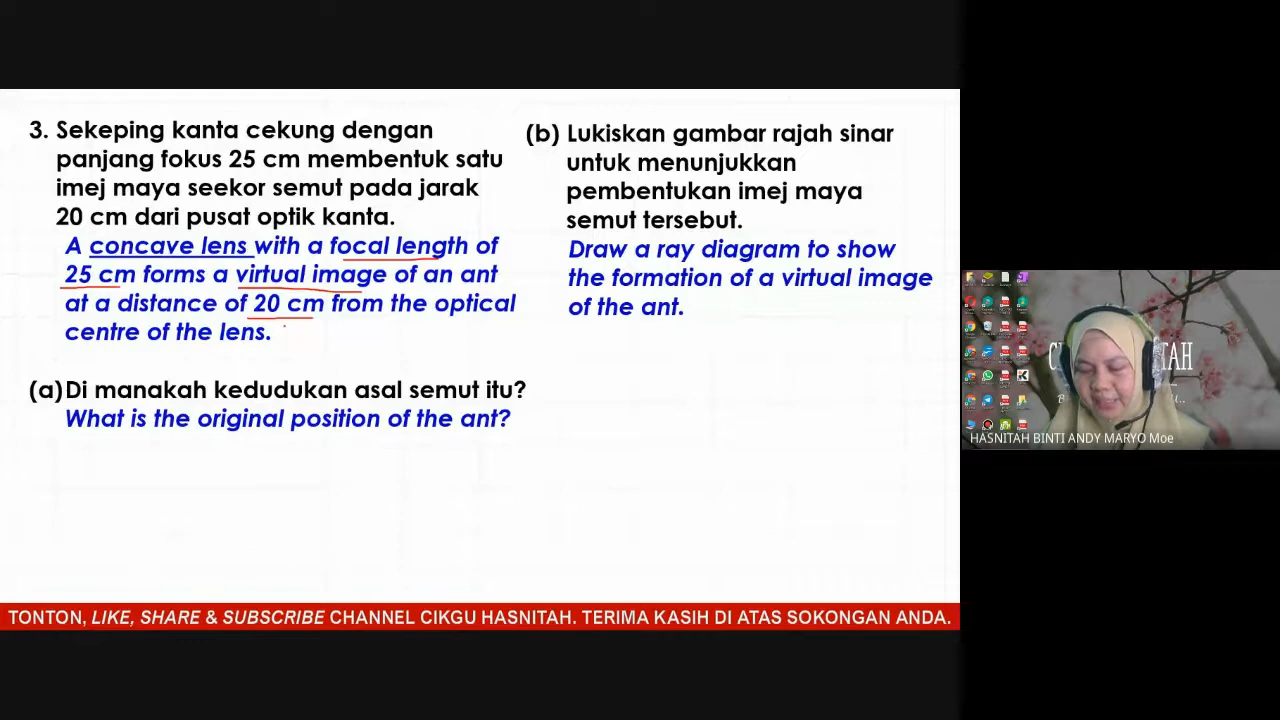 3. Sekeping kanta cekung dengan
panjang fokus 25 cm membentuk satu
imej maya seekor semut pada jarak
20 cm dari pusat optik kanta.
A concave lens with a focal length of
25 cm forms a virtual image of an ant
at a distance of 20 cm from the optical
centre of the lens.
(a) Di manakah kedudukan asal semut itu?
What is the original position of the ant?
(b) Lukiskan gambar rajah sinar
untuk menunjukkan
pembentukan imej maya
semut tersebut.
Draw a ray diagram to show
the formation of a virtual image
of the ant.
HASNITAH BINTI ANDY MARYO Moe
TONTON, LIKE, SHARE & SUBSCRIBE CHANNEL CIKGU HASNITAH. TERIMA KASIH DI ATAS SOKONGAN ANDA.